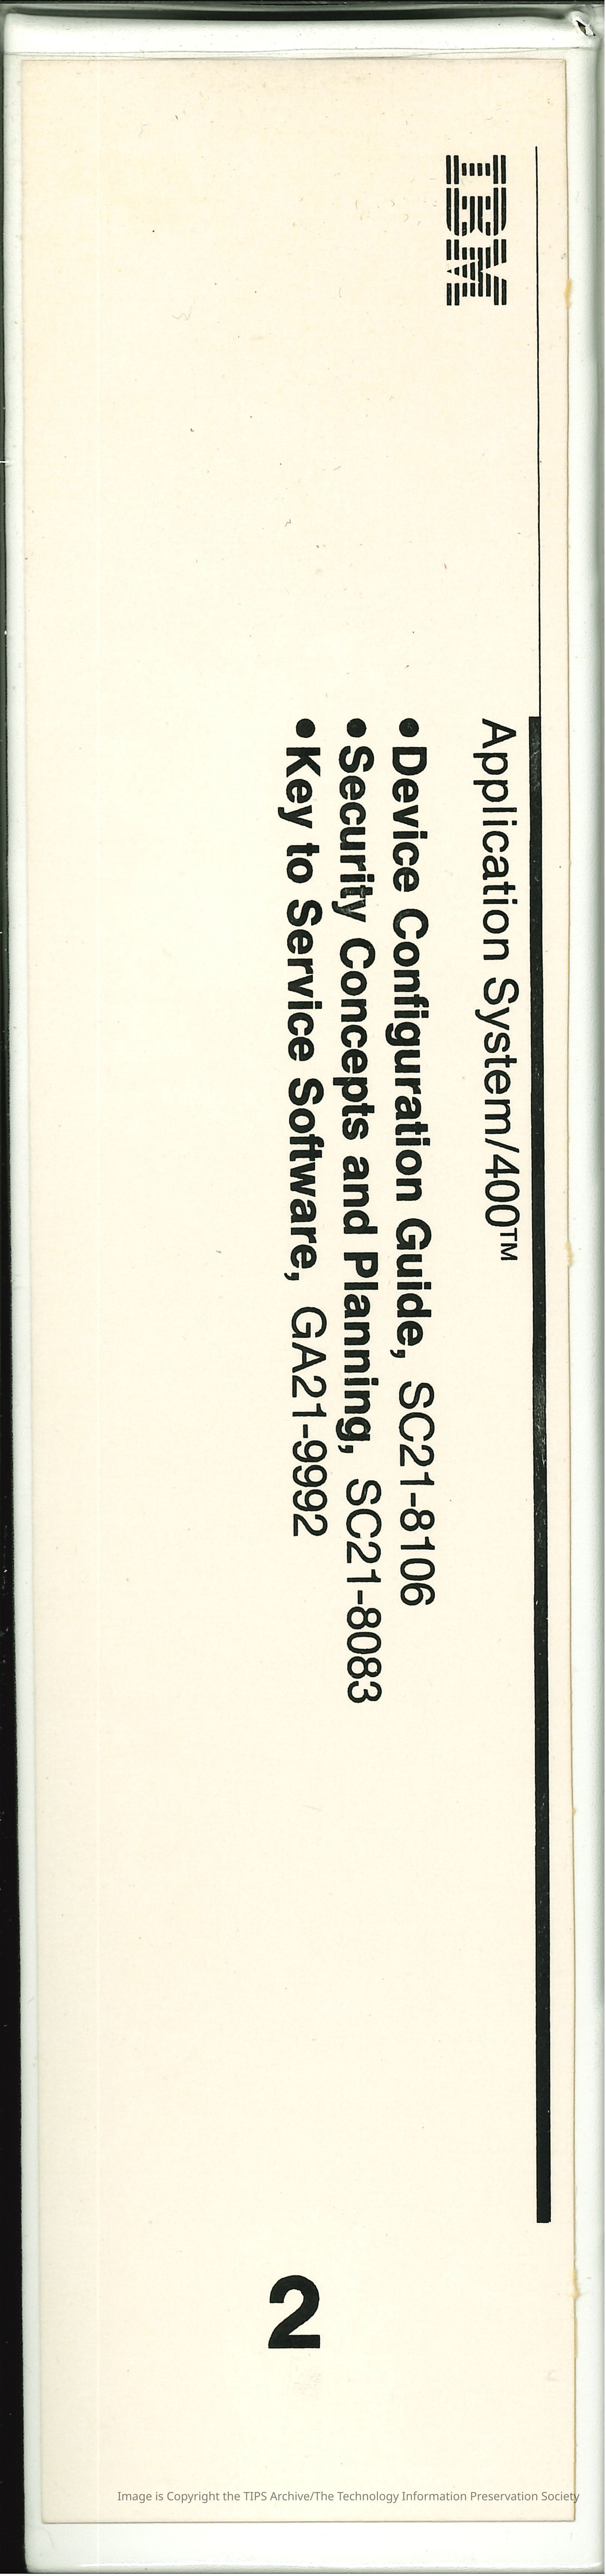 IBM
Application System/400™
•Device Configuration Guide, SC21-8106
•Security Concepts and Planning, SC21-8083
•Key to Service Software, GA21-9992
2
Image is Copyright the TIPS Archive/The Technology Information Preservation Society